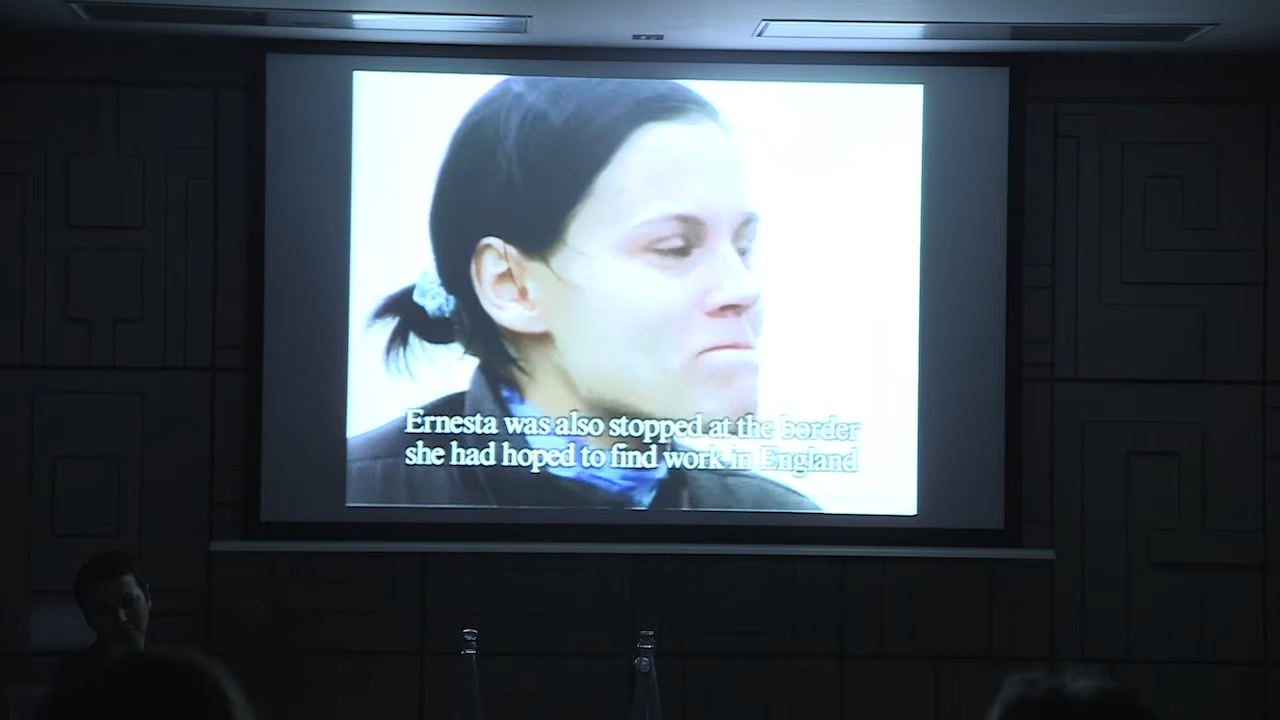 Ernesta was also stopped at the border
she had hoped to find work in England